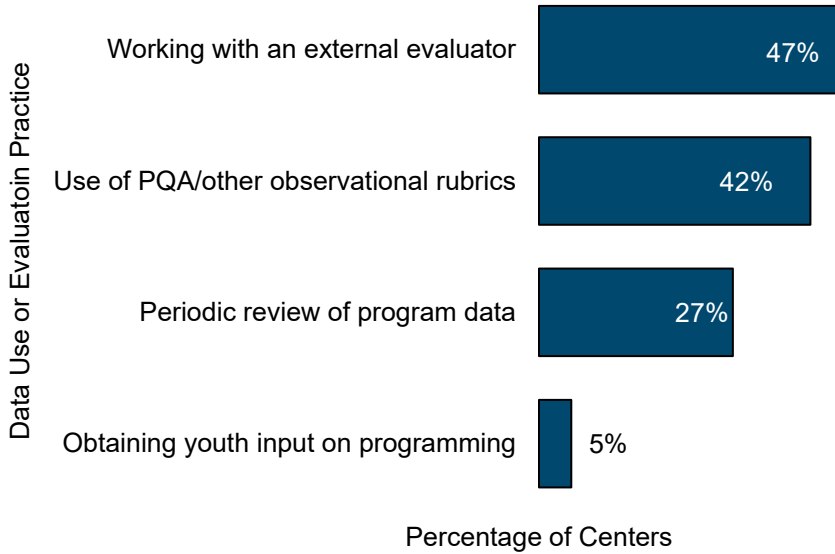 Data Use or Evaluatoin Practice
Working with an external evaluator
47%
Use of PQA/other observational rubrics
42%
Periodic review of program data
27%
Obtaining youth input on programming
5%
Percentage of Centers